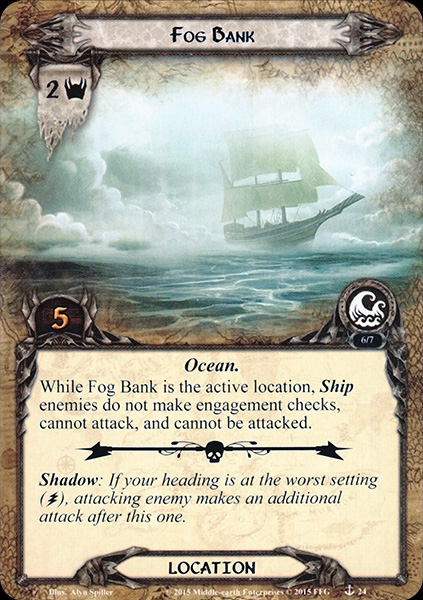 Fog Bank
2
5
6/7
Ocean.
While Fog Bank is the active location, Ship
enemies do not make engagement checks,
cannot attack, and cannot be attacked.
Shadow: If your heading is at the worst setting
( ), attacking enemy makes an additional
attack after this one.
LOCATION
Illus. Alyn Spiller © 2015 Middle-earth Enterprises © 2015 FFG 24